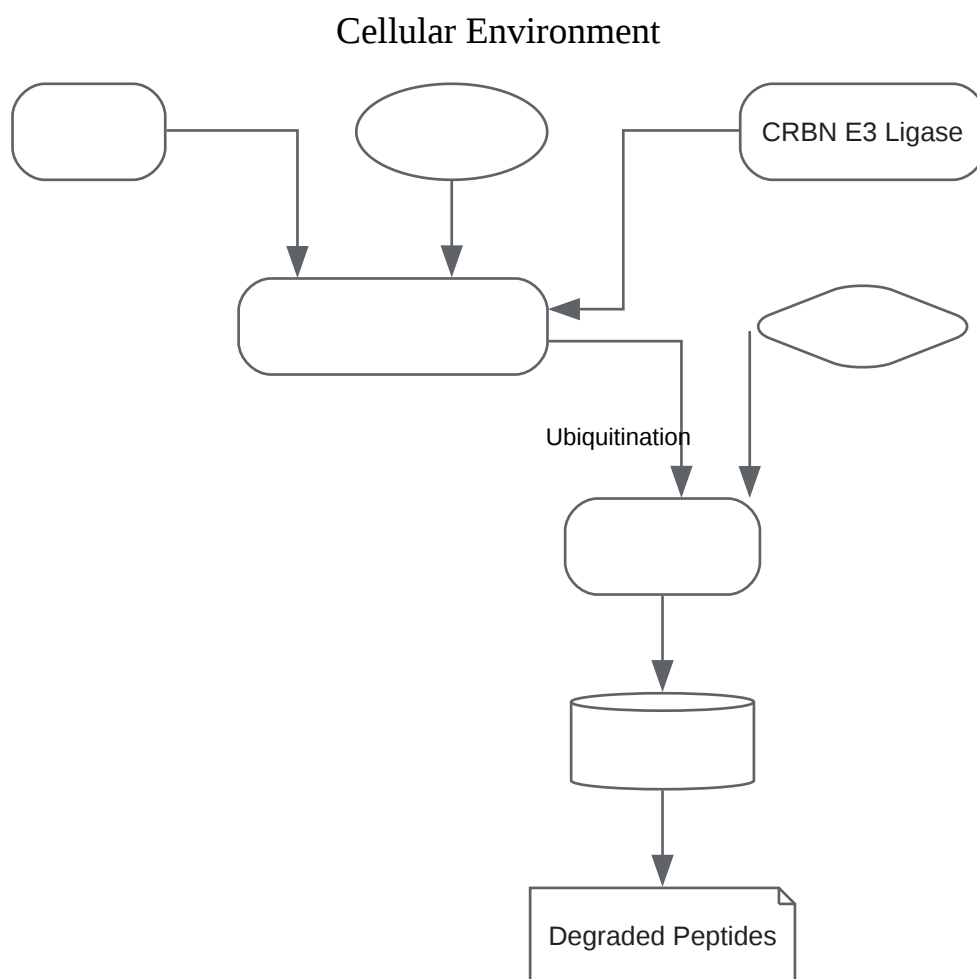 Cellular Environment
CRBN E3 Ligase
Ubiquitination
Degraded Peptides